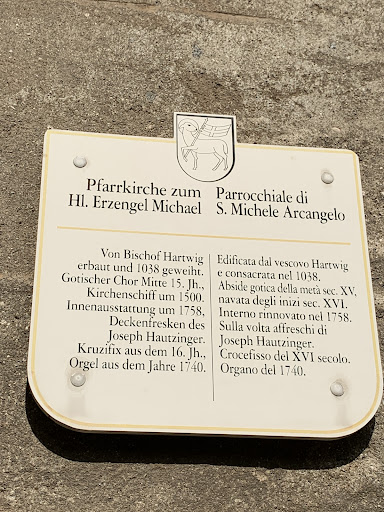 Pfarrkirche zum
Hl. Erzengel Michael
Von Bischof Hartwig
erbaut und 1038 geweiht.
Gotischer Chor Mitte 15. Jh.,
Kirchenschiff um 1500.
Innenausstattung um 1758,
Deckenfresken des
Joseph Hautzinger.
Kruzifix aus dem 16. Jh.,
Orgel aus dem Jahre 1740.
Parrocchiale di
S. Michele Arcangelo
Edificata dal vescovo Hartwig
e consacrata nel 1038.
Abside gotica della metà sec. XV,
navata degli inizi sec. XVI.
Interno rinnovato nel 1758.
Sulla volta affreschi di
Joseph Hautzinger.
Crocefisso del XVI secolo.
Organo del 1740.